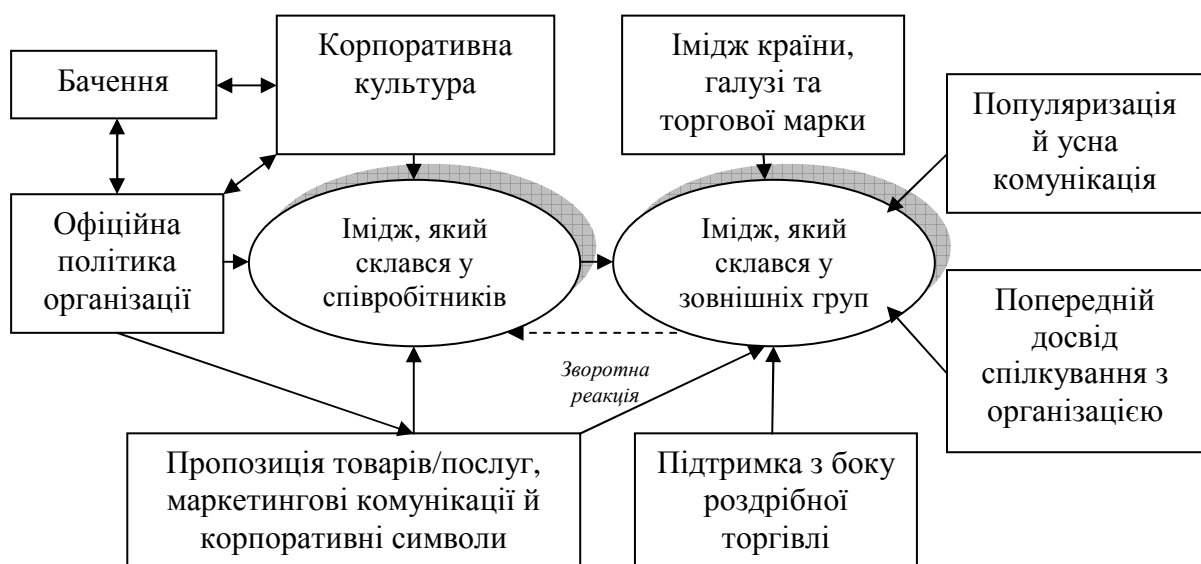 Бачення
Корпоративна
культура
Імідж країни,
галузі та
торгової марки
Популяризація
й усна
комунікація
Офіційна
політика
організації
Імідж, який
склався у
співробітників
Імідж, який
склався у
зовнішніх груп
Попередній
досвід
спілкування з
організацією
Зворотна
реакція
Пропозиція товарів/послуг,
маркетингові комунікації й
корпоративні символи
Підтримка з боку
роздрібної
торгівлі